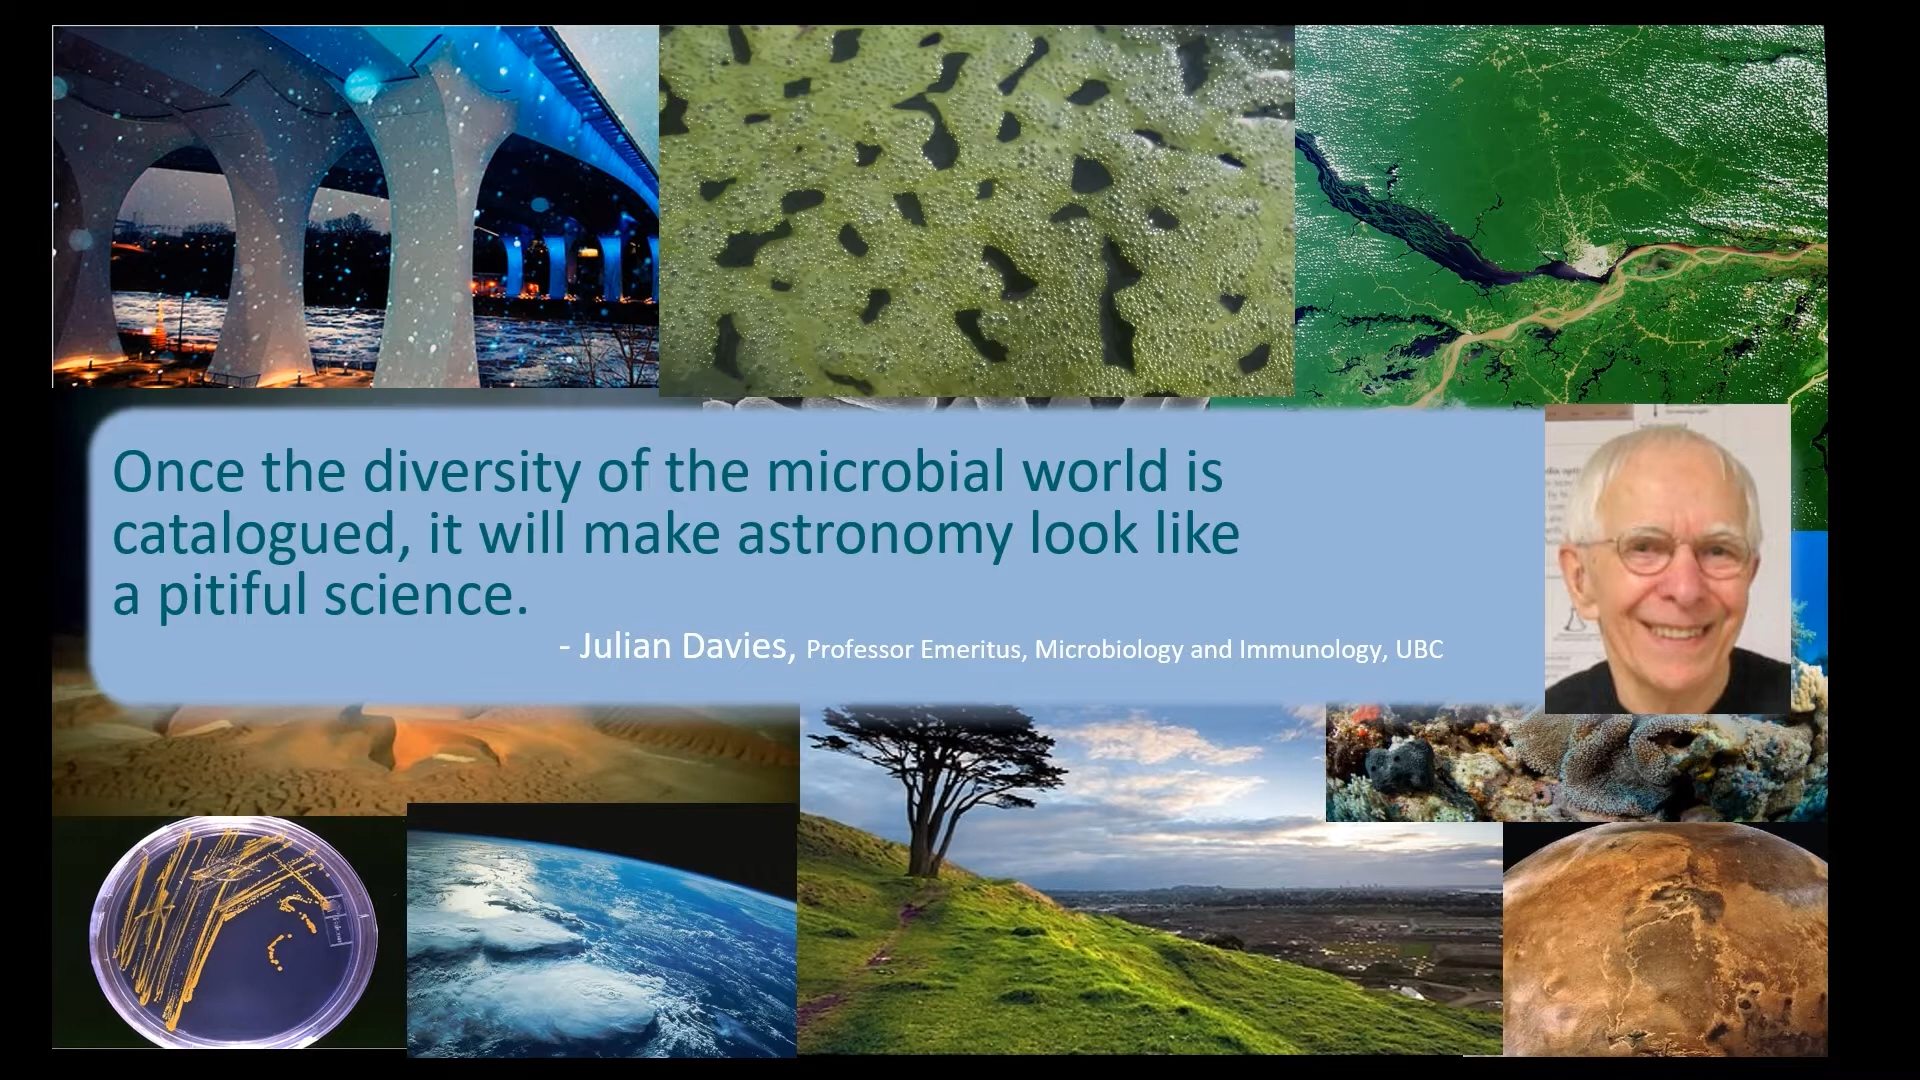 Once the diversity of the microbial world is
catalogued, it will make astronomy look like
a pitiful science.
- Julian Davies, Professor Emeritus, Microbiology and Immunology, UBC